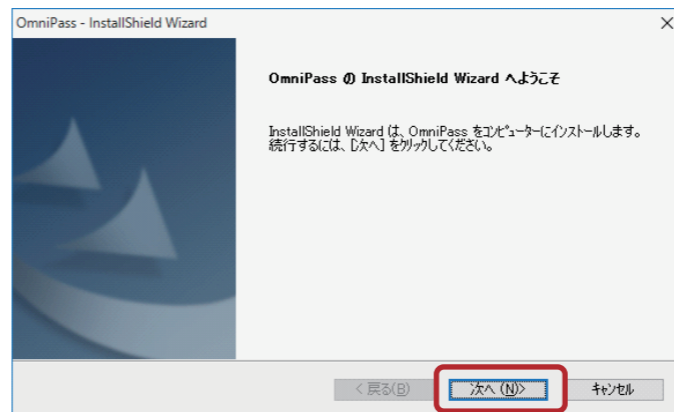 OmniPass - InstallShield Wizard
OmniPass の InstallShield Wizard へようこそ
InstallShield Wizard は、OmniPass をコンピューターにインストールします。
続行するには、［次へ］ をクリックしてください。
< 戻る(B)
次へ (N)>
キャンセル